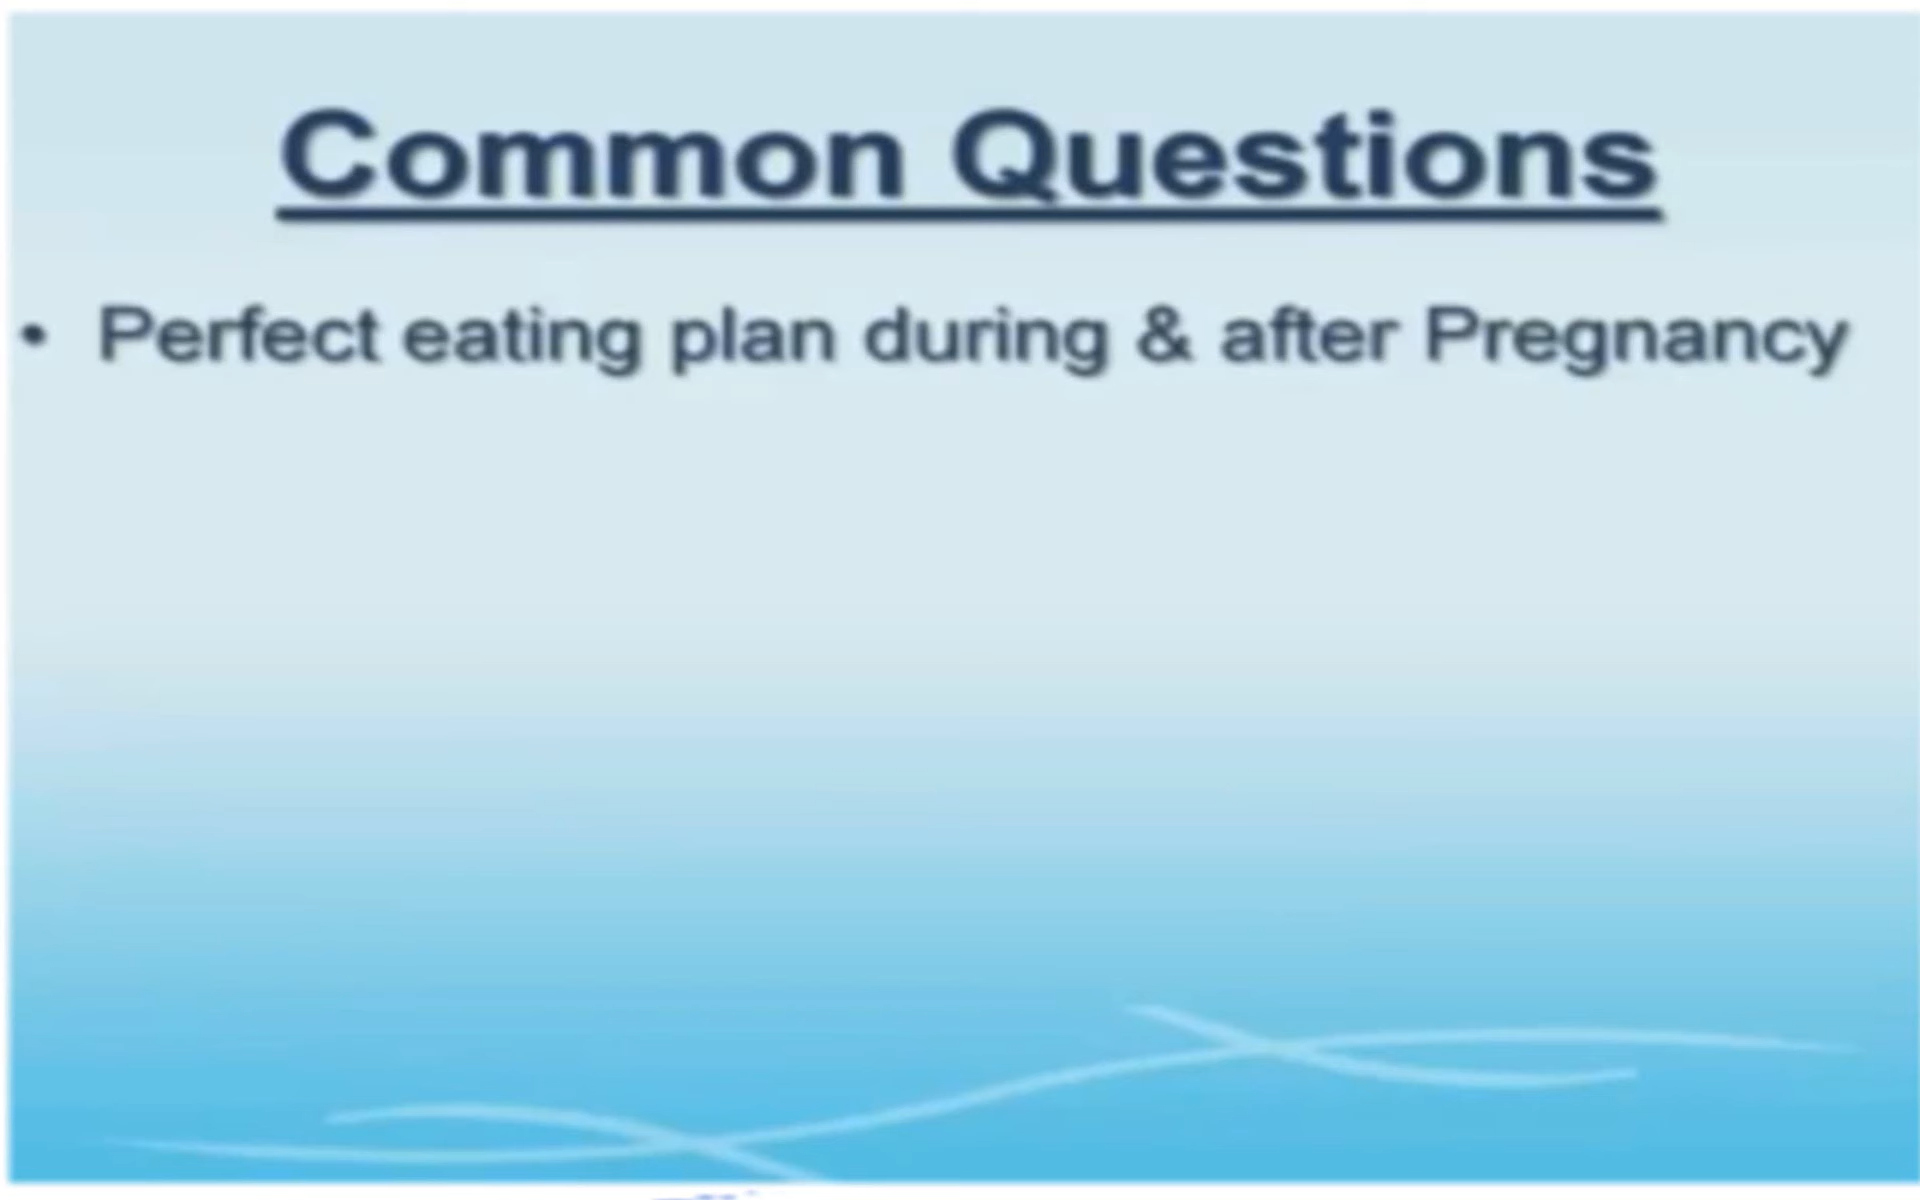 Common Questions
• Perfect eating plan during & after Pregnancy